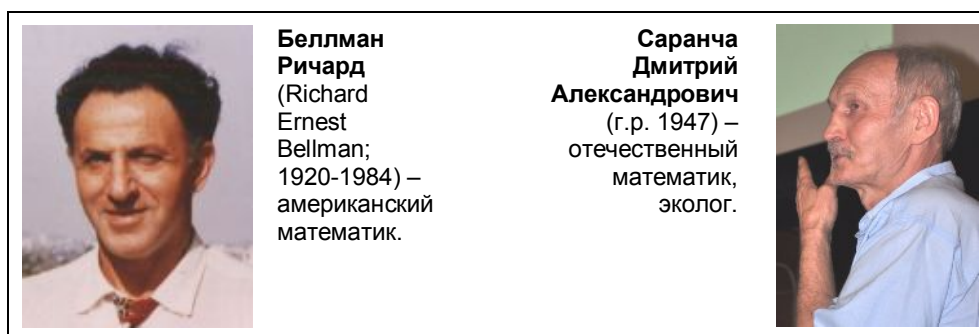 Беллман
Ричард
(Richard
Ernest
Bellman;
1920-1984) –
американский
математик.
Саранча
Дмитрий
Александрович
(г.р. 1947) –
отечественный
математик,
эколог.